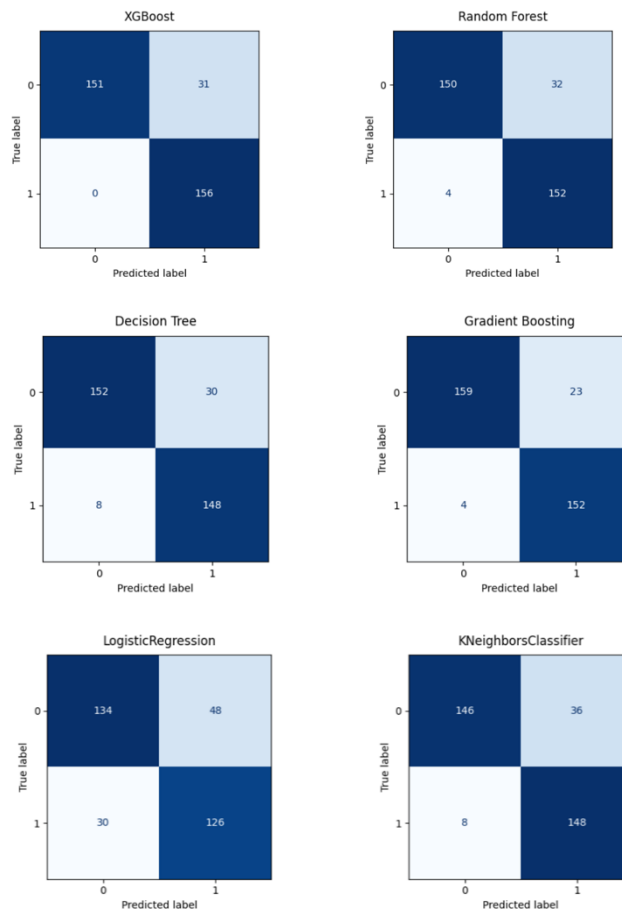 XGBoost
0
151
31
True label
1
0
156
0
1
Predicted label
Random Forest
0
150
32
True label
1
4
152
0
1
Predicted label
Decision Tree
0
152
30
True label
1
8
148
0
1
Predicted label
Gradient Boosting
0
159
23
True label
1
4
152
0
1
Predicted label
LogisticRegression
0
134
48
True label
1
30
126
0
1
Predicted label
KNeighborsClassifier
0
146
36
True label
1
8
148
0
1
Predicted label